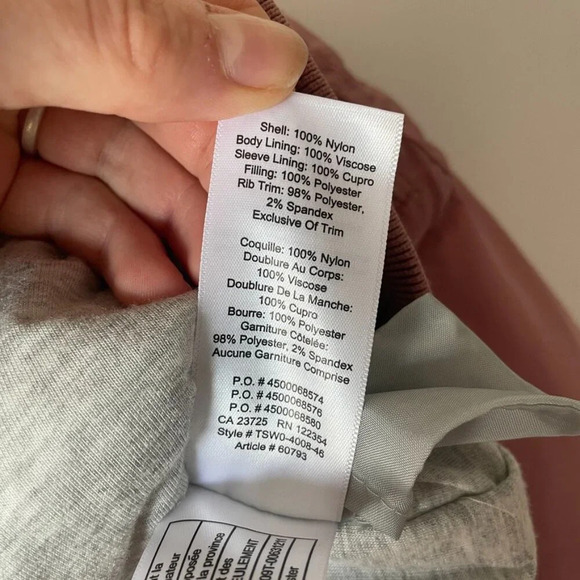 Shell: 100% Nylon
Body Lining: 100% Viscose
Sleeve Lining: 100% Cupro
Filling: 100% Polyester
Rib Trim: 98% Polyester,
2% Spandex
Exclusive Of Trim
Coquille: 100% Nylon
Doublure Au Corps:
100% Viscose
Doublure De La Manche:
100% Cupro
Bourre: 100% Polyester
Garniture Côtelée:
98% Polyester, 2% Spandex
Aucune Garniture Comprise
P.O. # 4500068574
P.O. # 4500068576
P.O. # 4500068580
CA 23725 RN 122354
Style # TSW0-4008-46
Article # 60793
la province